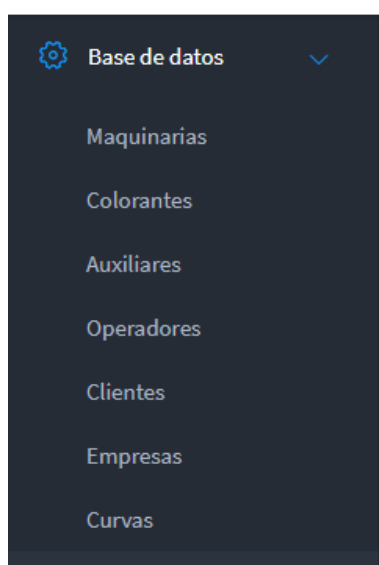 Base de datos
Maquinarias
Colorantes
Auxiliares
Operadores
Clientes
Empresas
Curvas